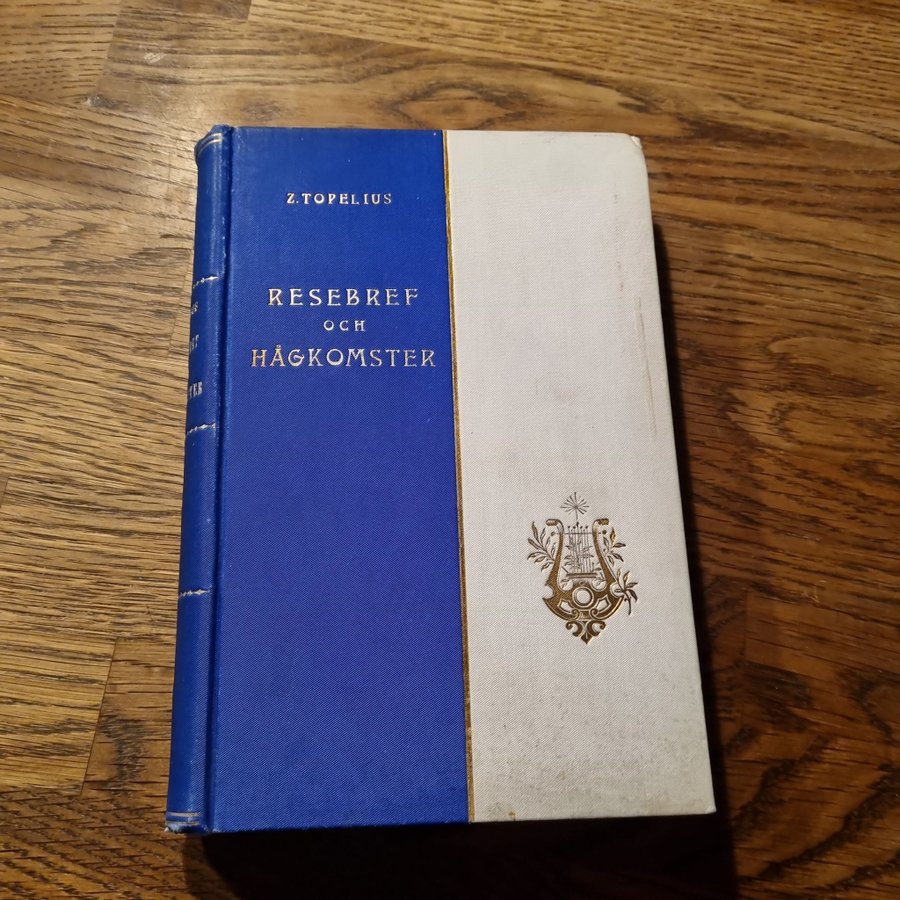 Z. TOPELIUS
RESEBREF
OCH
HÅGKOMSTER